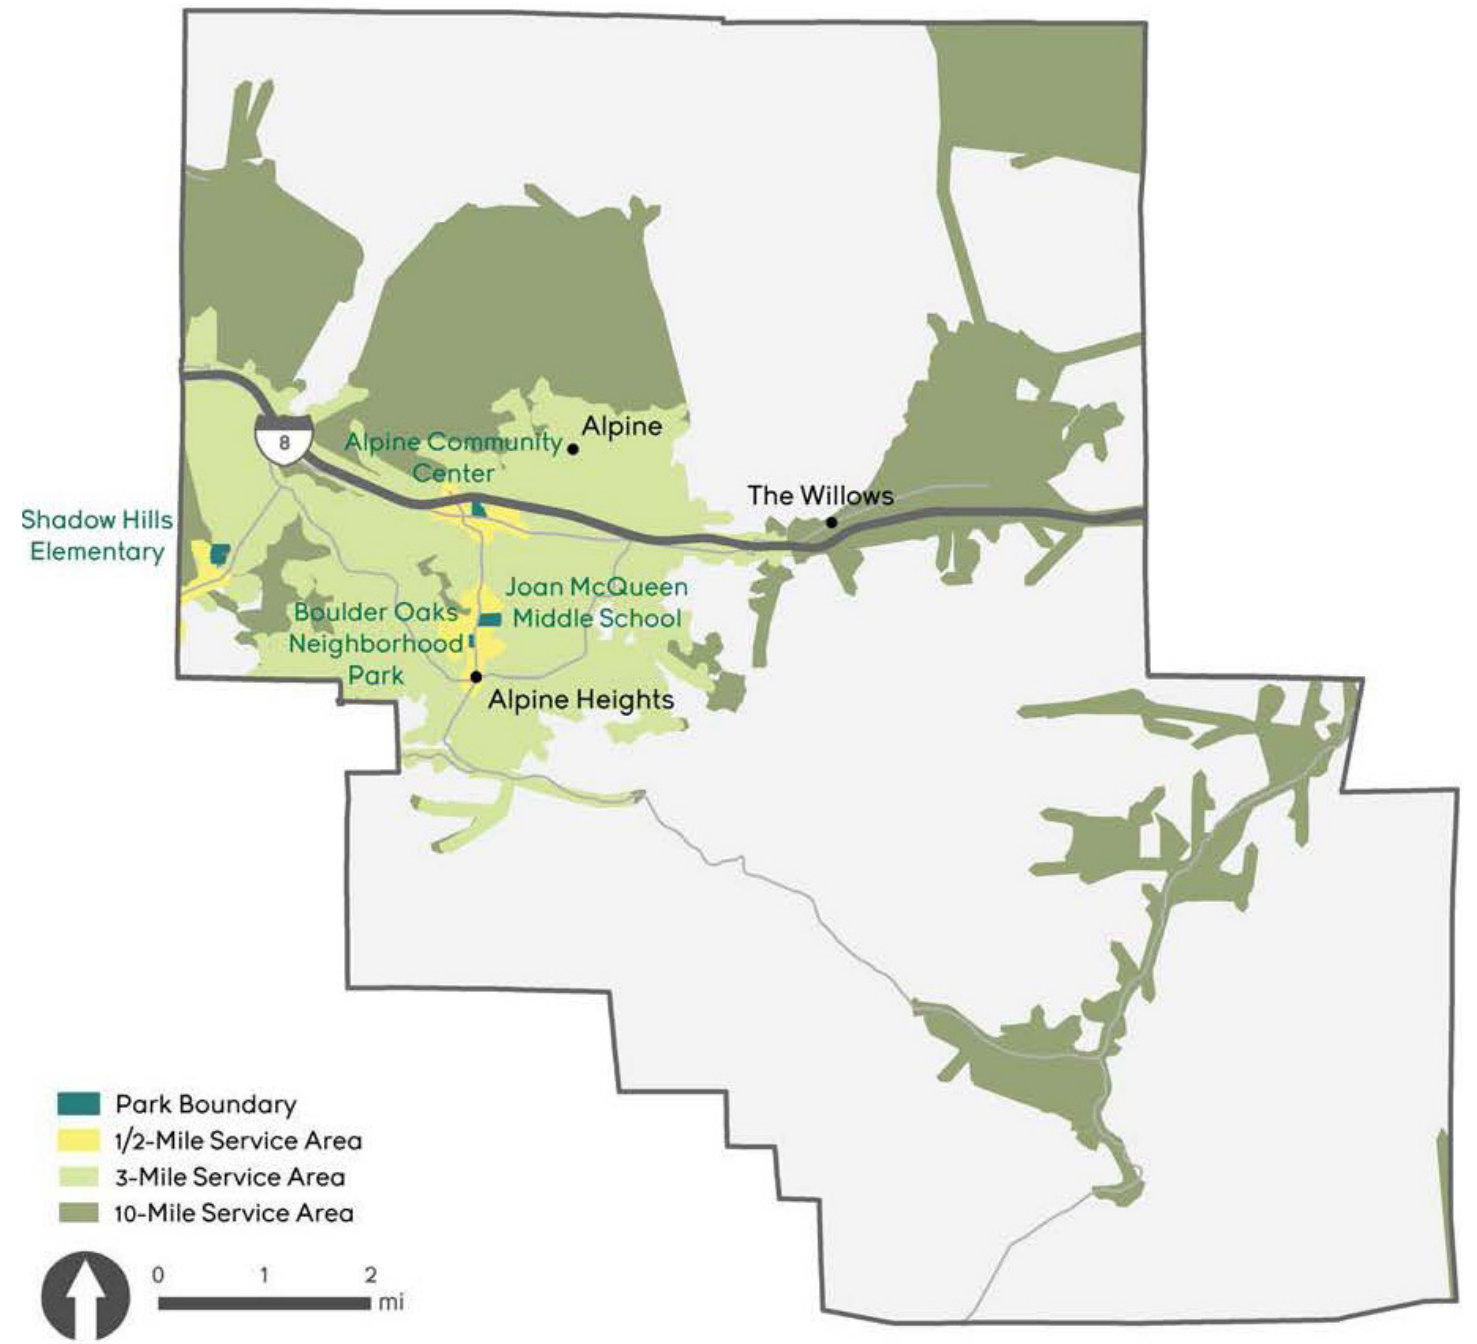 8
Alpine Community
Center
Alpine
The Willows
Shadow Hills
Elementary
Joan McQueen
Middle School
Boulder Oaks
Neighborhood
Park
Alpine Heights
Park Boundary
1/2-Mile Service Area
3-Mile Service Area
10-Mile Service Area
0 1 2
mi